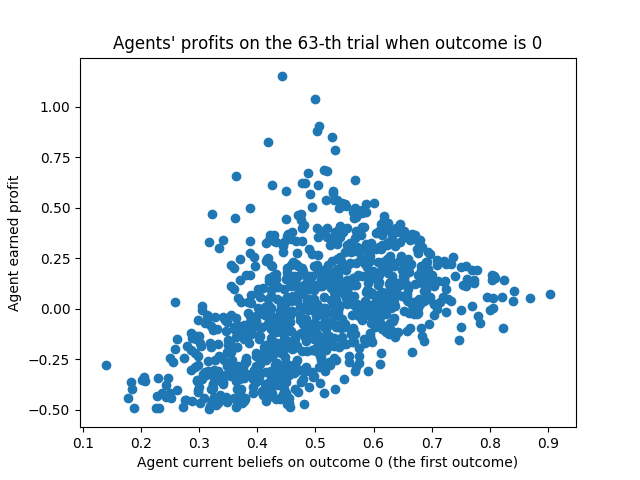 Agents' profits on the 63-th trial when outcome is 0
Agent earned profit
1.00
0.75
0.50
0.25
0.00
−0.25
−0.50
0.1 0.2 0.3 0.4 0.5 0.6 0.7 0.8 0.9
Agent current beliefs on outcome 0 (the first outcome)